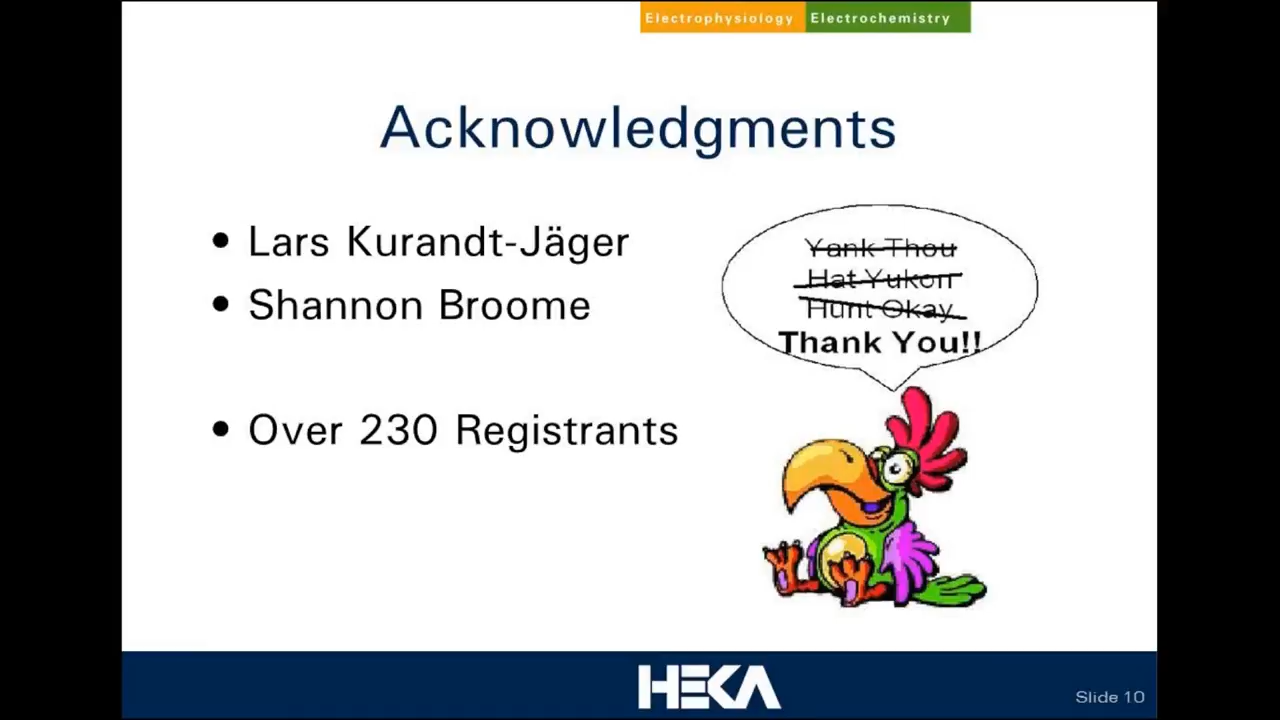 Electrophysiology Electrochemistry
Acknowledgments
• Lars Kurandt-Jäger
• Shannon Broome
• Over 230 Registrants
Yank Thou
Hat Yukon
Hunt Okay
Thank You!!
HEKA
Slide 10